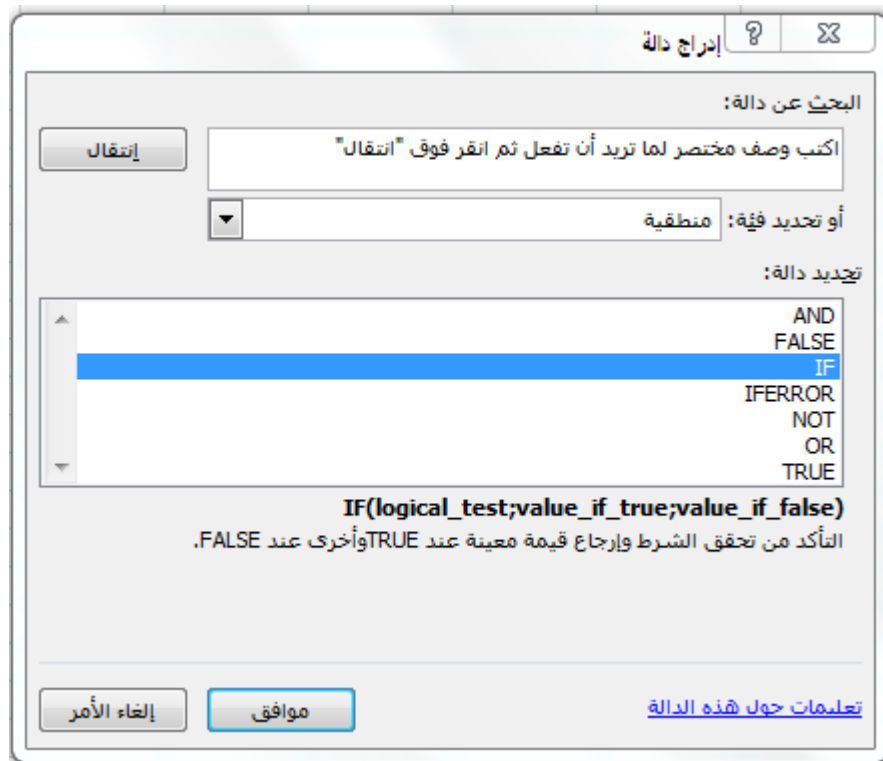 إدراج دالة
البحث عن دالة:
اكتب وصف مختصر لما تريد أن تفعل ثم انقر فوق "انتقال"
إنتقال
أو تحديد فئة: منطقية
تحديد دالة:
AND
FALSE
IF
IFERROR
NOT
OR
TRUE
IF(logical_test;value_if_true;value_if_false)
التأكد من تحقق الشرط وإرجاع قيمة معينة عند TRUEوأخرى عند FALSE.
تعليمات حول هذه الدالة
موافق
إلغاء الأمر